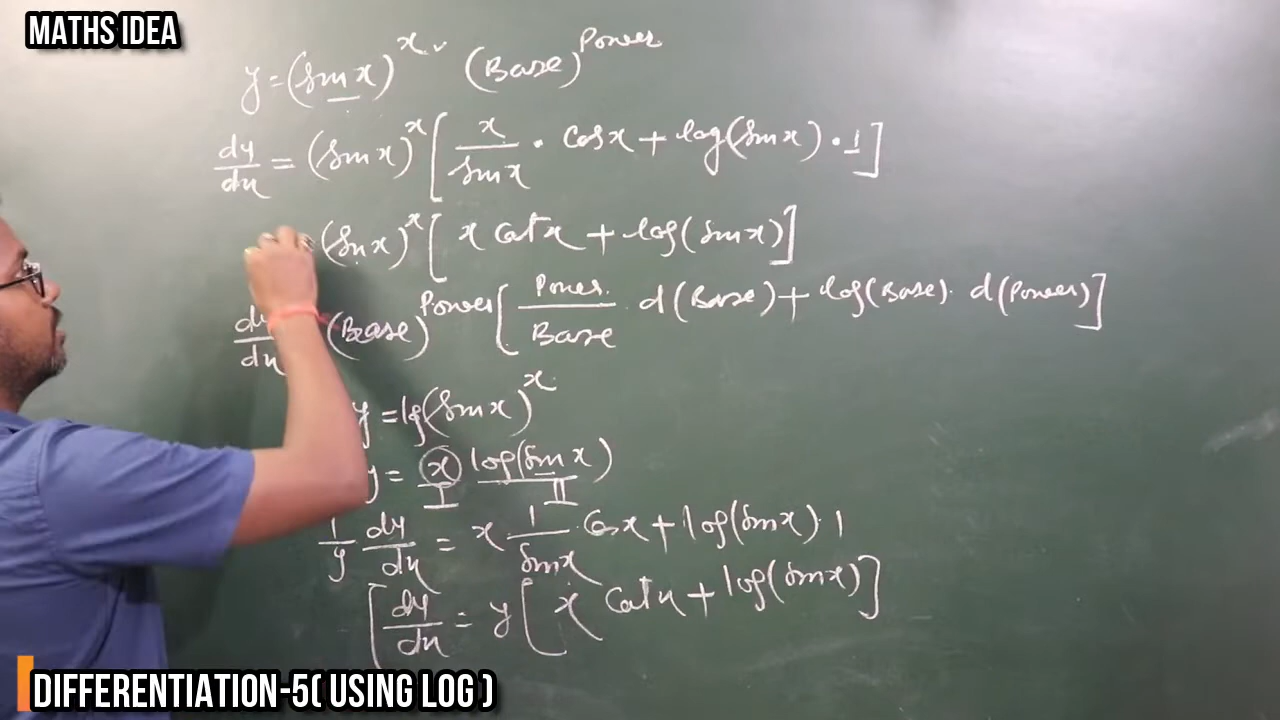 MATHS IDEA
y = (sin x)^x (Base)^Power
dy/dx = (sin x)^x [ x/sin x · cos x + log(sin x) · 1 ]
(sin x)^x [ x cot x + log(sin x) ]
dy/dx (Base)^Power [ Power/Base d(Base) + log(Base) · d(Power) ]
y = log(sin x)^x
y = x log(sin x)
I II
1/y dy/dx = x · 1/sin x · cos x + log(sin x) · 1
[ dy/dx = y [ x cot x + log(sin x) ]
DIFFERENTIATION-5( USING LOG )